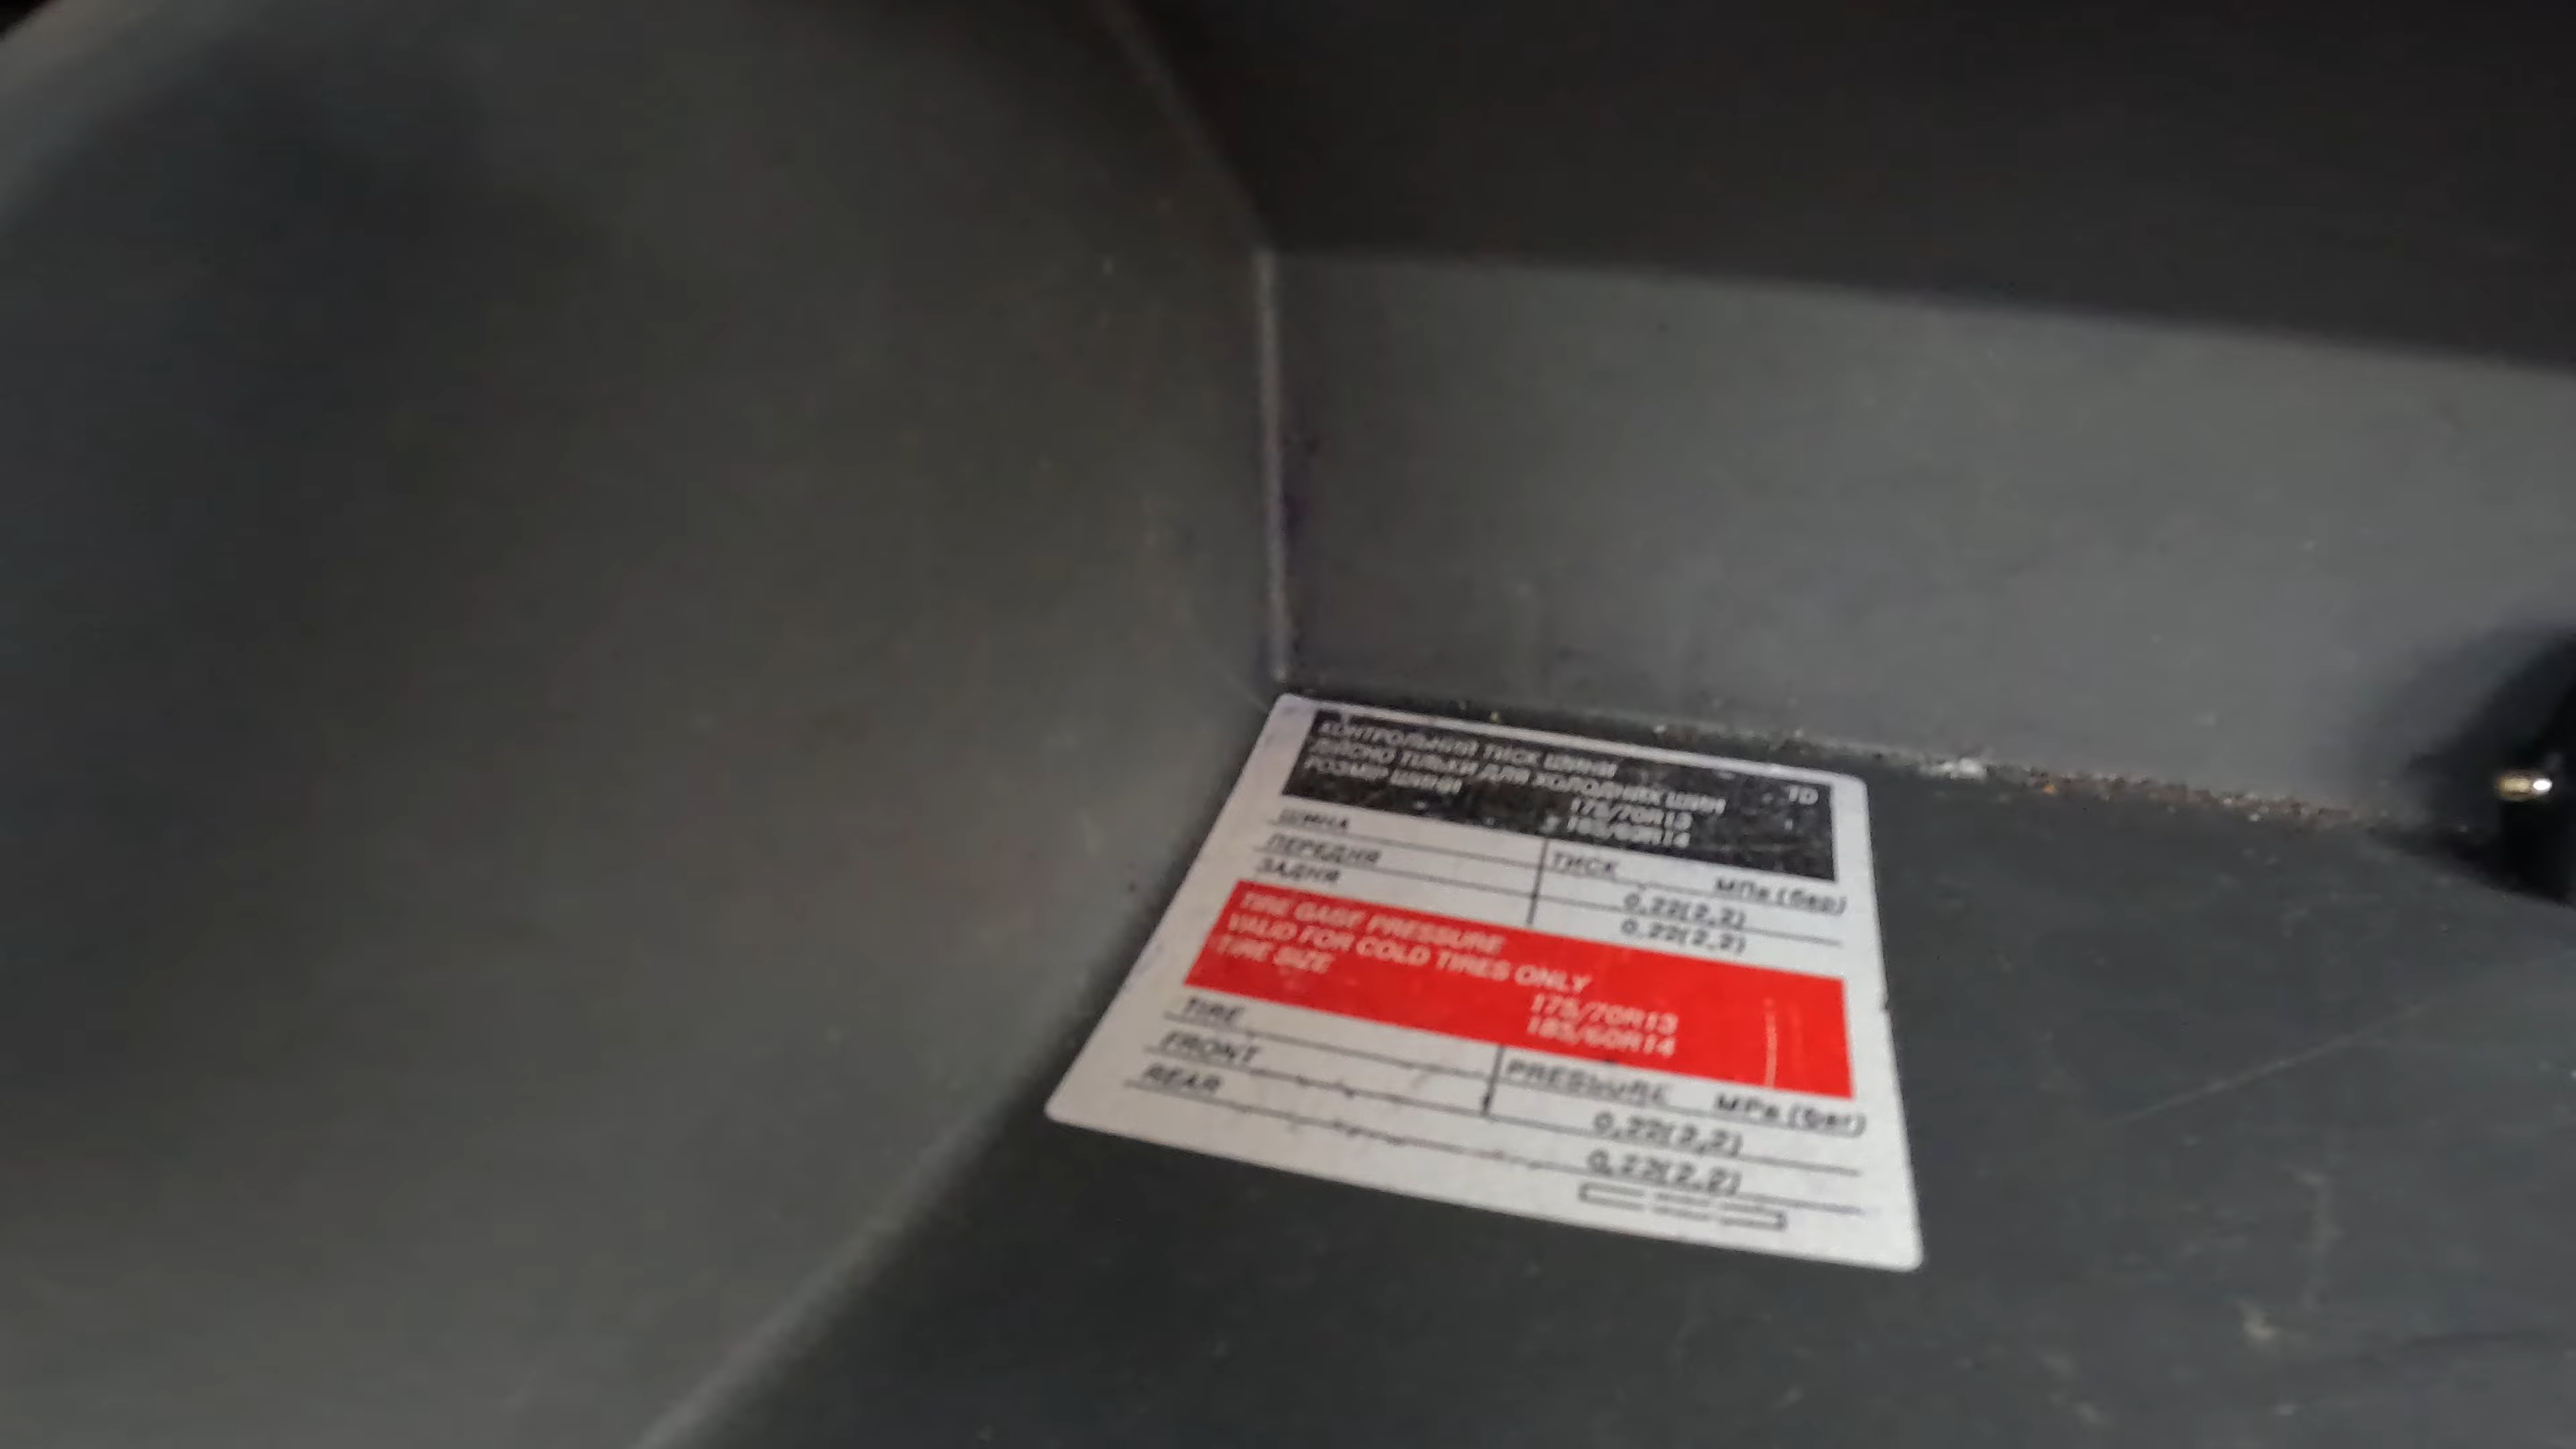 КОНТРОЛЬНИЙ ТИСК ШИНИ
ДІЙСНО ТІЛЬКИ ДЛЯ ХОЛОДНИХ ШИН TD
РОЗМІР ШИНИ 175/70R13
185/60R14
ШИНА ТИСК МПа (бар)
ПЕРЕДНЯ 0,22(2,2)
ЗАДНЯ 0,22(2,2)
TIRE GAGE PRESSURE
VALID FOR COLD TIRES ONLY
TIRE SIZE 175/70R13
185/60R14
TIRE PRESSURE MPa (bar)
FRONT 0,22(2,2)
REAR 0,22(2,2)